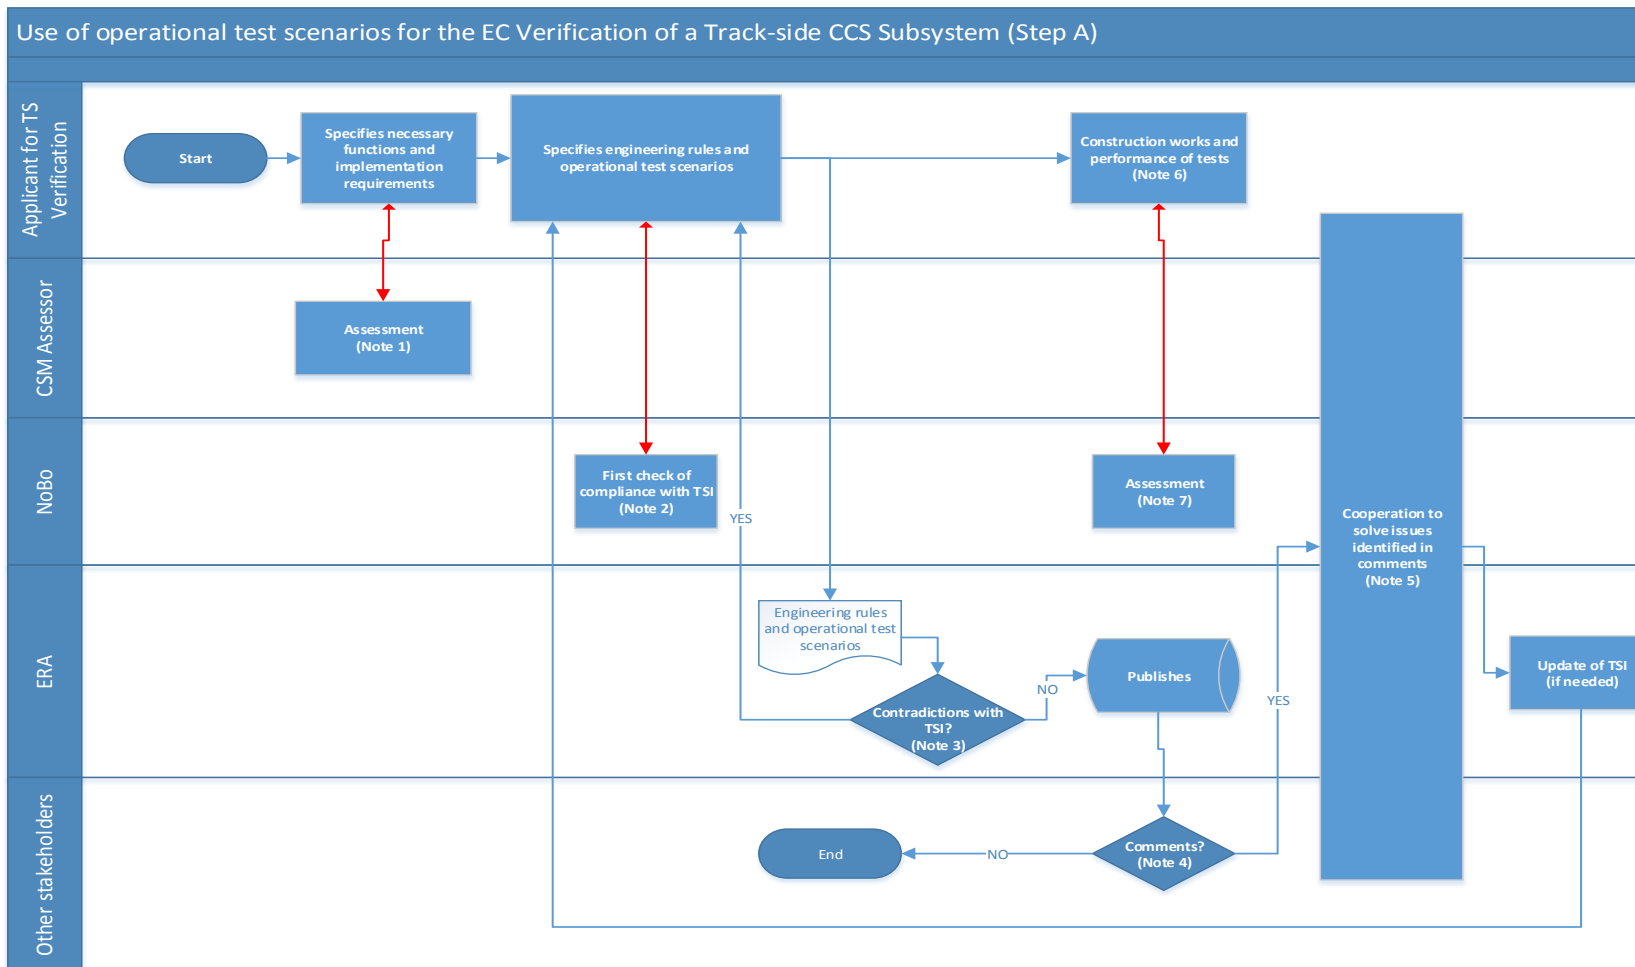 Use of operational test scenarios for the EC Verification of a Track-side CCS Subsystem (Step A)
Applicant for TS
Verification
Start
Specifies necessary
functions and
implementation
requirements
Specifies engineering rules and
operational test scenarios
Construction works and
performance of tests
(Note 6)
CSM Assessor
Assessment
(Note 1)
NoBo
First check of
compliance with TSI
(Note 2)
YES
Assessment
(Note 7)
Cooperation to
solve issues
identified in
comments
(Note 5)
ERA
Engineering rules
and operational test
scenarios
Contradictions with
TSI?
(Note 3)
NO
Publishes
YES
Update of TSI
(if needed)
Other stakeholders
End
NO
Comments?
(Note 4)